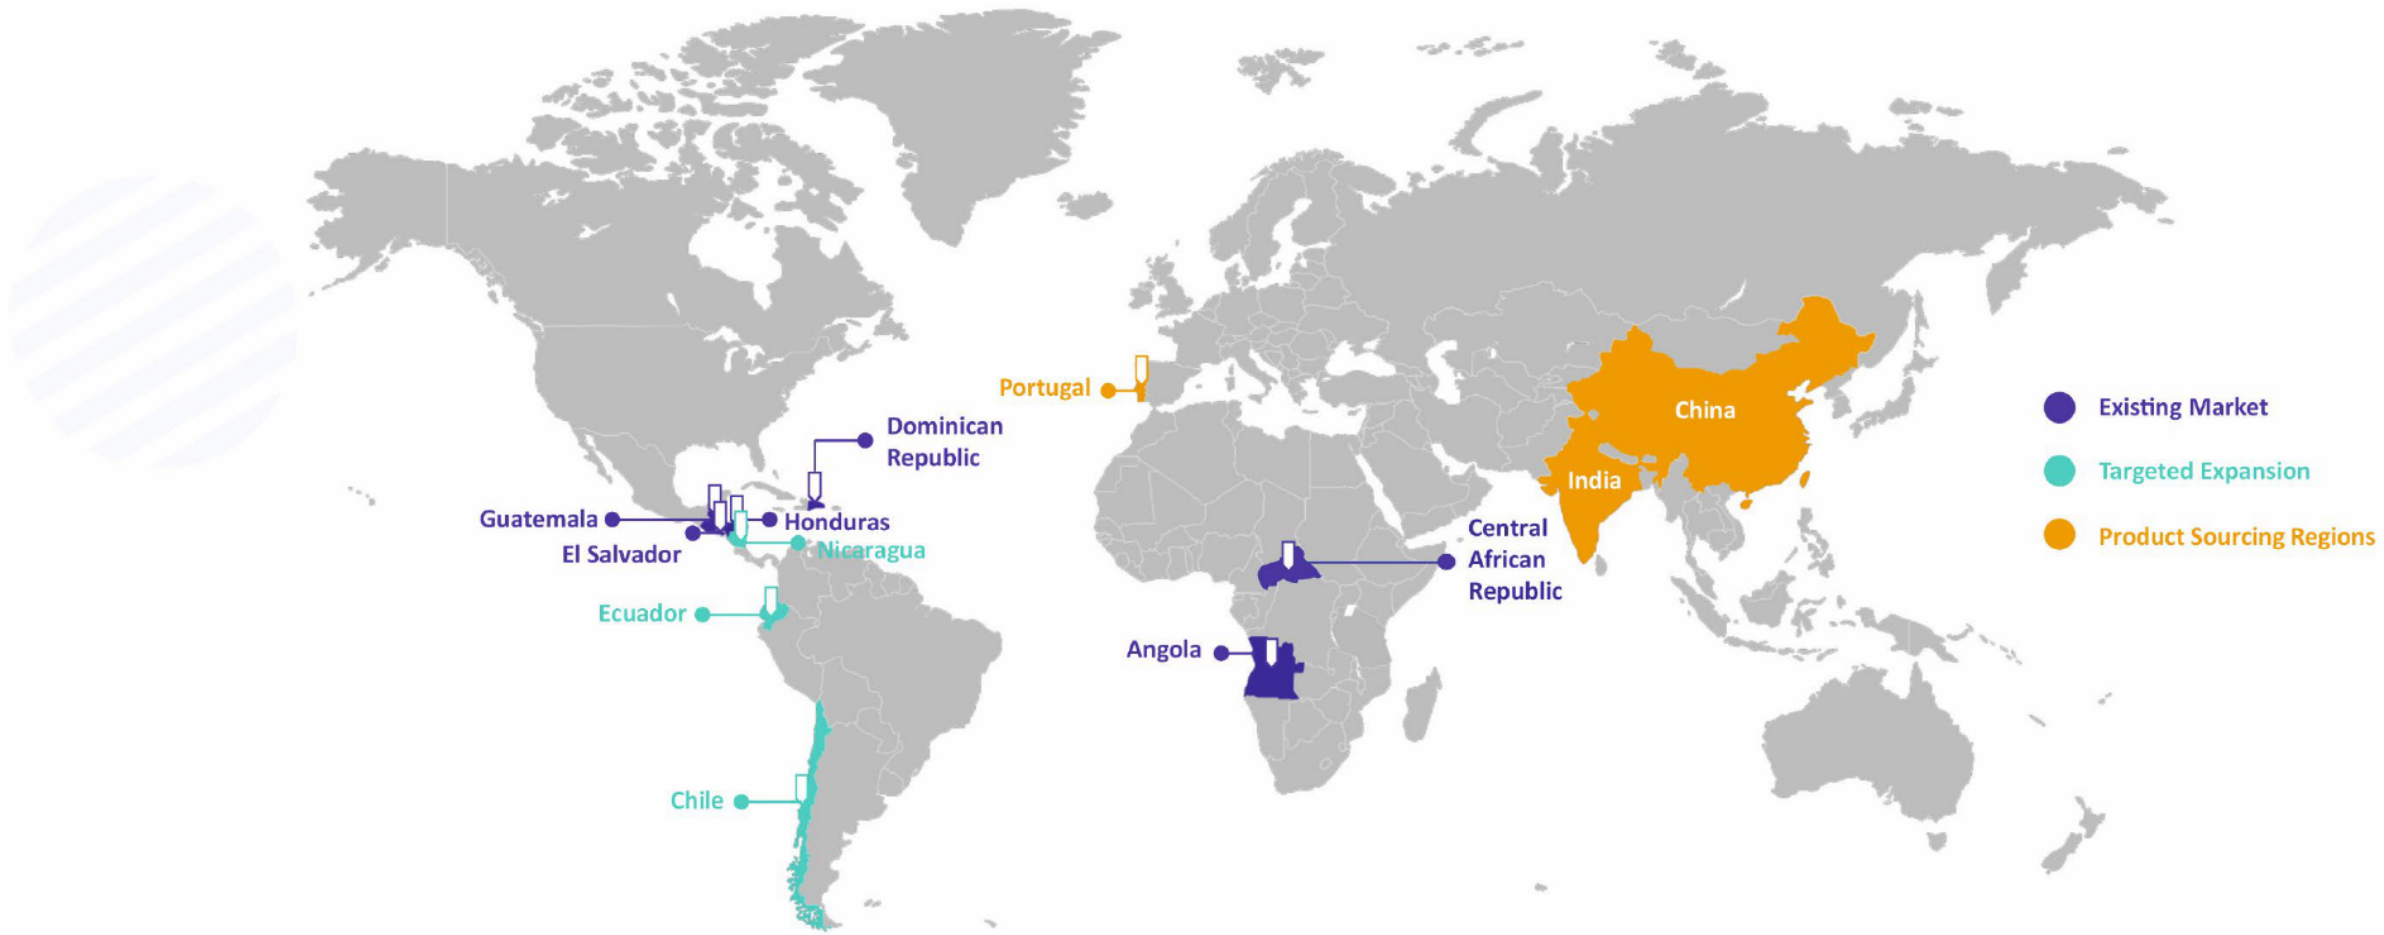 Portugal
China
Existing Market
Dominican
Republic
Targeted Expansion
India
Guatemala
Honduras
El Salvador
Nicaragua
Central
African
Republic
Product Sourcing Regions
Ecuador
Angola
Chile